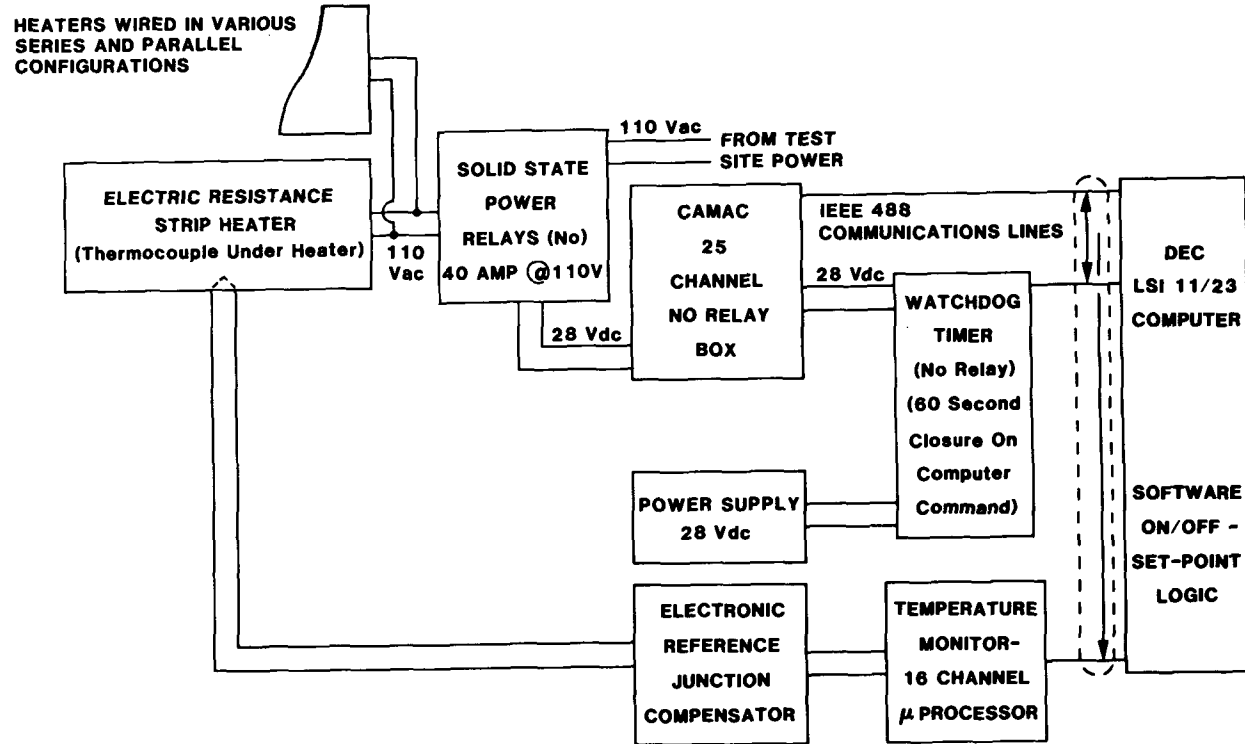 HEATERS WIRED IN VARIOUS
SERIES AND PARALLEL
CONFIGURATIONS
ELECTRIC RESISTANCE
STRIP HEATER
(Thermocouple Under Heater)
110
Vac
SOLID STATE
POWER
RELAYS (No)
40 AMP @110V
110 Vac
FROM TEST
SITE POWER
28 Vdc
CAMAC
25
CHANNEL
NO RELAY
BOX
IEEE 488
COMMUNICATIONS LINES
28 Vdc
WATCHDOG
TIMER
(No Relay)
(60 Second
Closure On
Computer
Command)
DEC
LSI 11/23
COMPUTER
SOFTWARE
ON/OFF -
SET-POINT
LOGIC
POWER SUPPLY
28 Vdc
ELECTRONIC
REFERENCE
JUNCTION
COMPENSATOR
TEMPERATURE
MONITOR-
16 CHANNEL
μ PROCESSOR